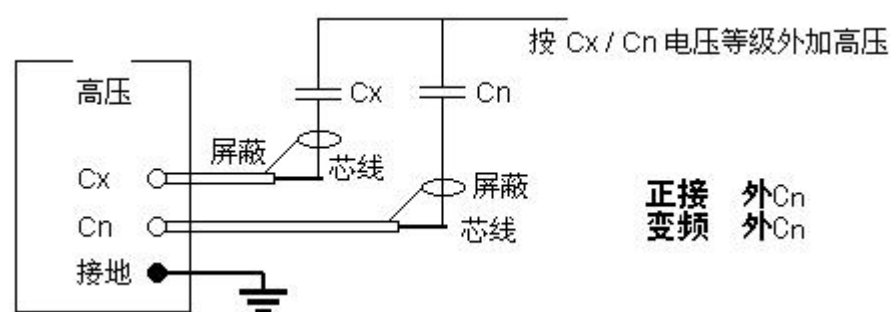 按 Cx / Cn 电压等级外加高压
高压
Cx
Cn
屏蔽
芯线
Cx
屏蔽
正接 外Cn
Cn
芯线
变频 外Cn
接地